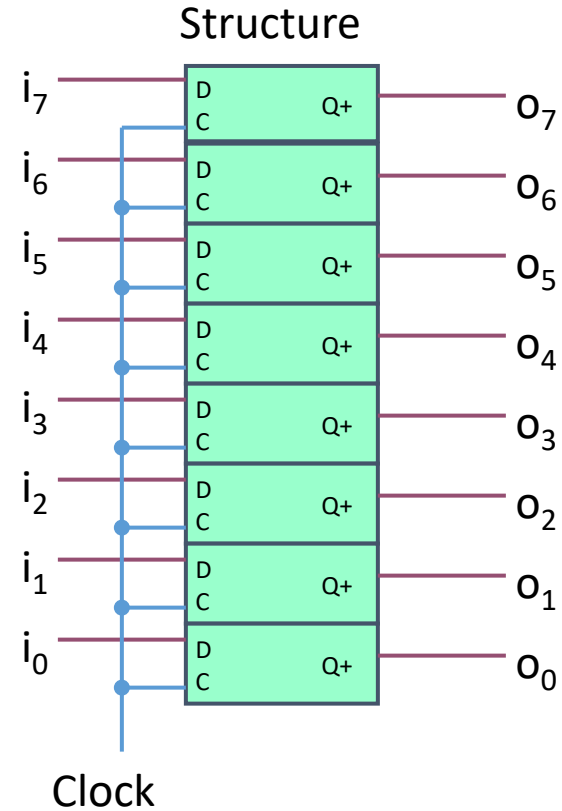 Structure
i7 D C Q+ o7
i6 D C Q+ o6
i5 D C Q+ o5
i4 D C Q+ o4
i3 D C Q+ o3
i2 D C Q+ o2
i1 D C Q+ o1
i0 D C Q+ o0
Clock